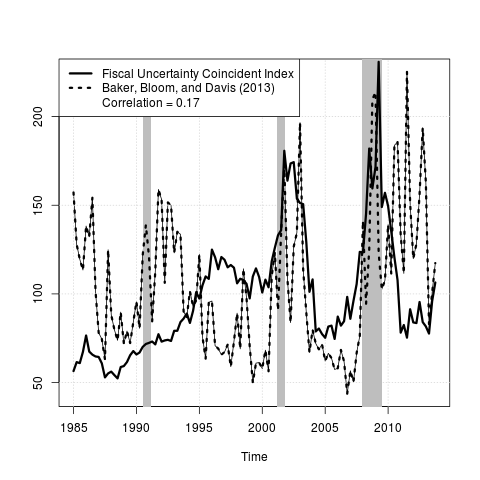 Fiscal Uncertainty Coincident Index
Baker, Bloom, and Davis (2013)
Correlation = 0.17
200
150
100
50
1985 1990 1995 2000 2005 2010
Time